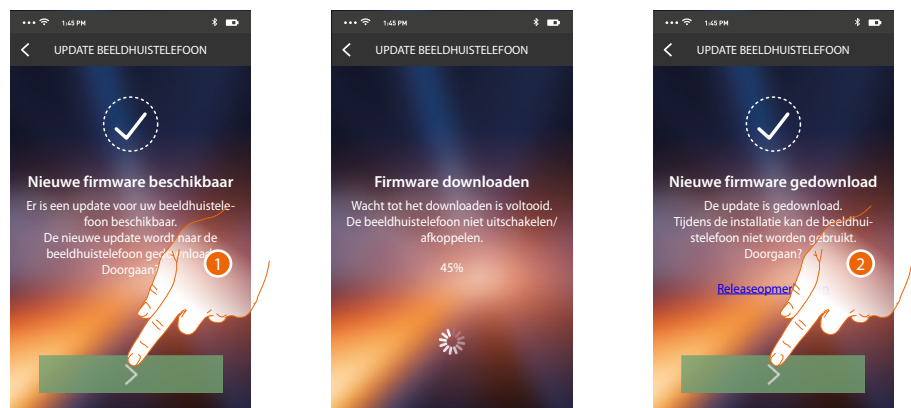 1:45 PM
UPDATE BEELDHUISTELEFOON
Nieuwe firmware beschikbaar
Er is een update voor uw beeldhuistele-
foon beschikbaar.
De nieuwe update wordt naar de
beeldhuistelefoon gedownload.
Doorgaan?
1
1:45 PM
UPDATE BEELDHUISTELEFOON
Firmware downloaden
Wacht tot het downloaden is voltooid.
De beeldhuistelefoon niet uitschakelen/
afkoppelen.
45%
1:45 PM
UPDATE BEELDHUISTELEFOON
Nieuwe firmware gedownload
De update is gedownload.
Tijdens de installatie kan de beeldhui-
stelefoon niet worden gebruikt.
Doorgaan?
2